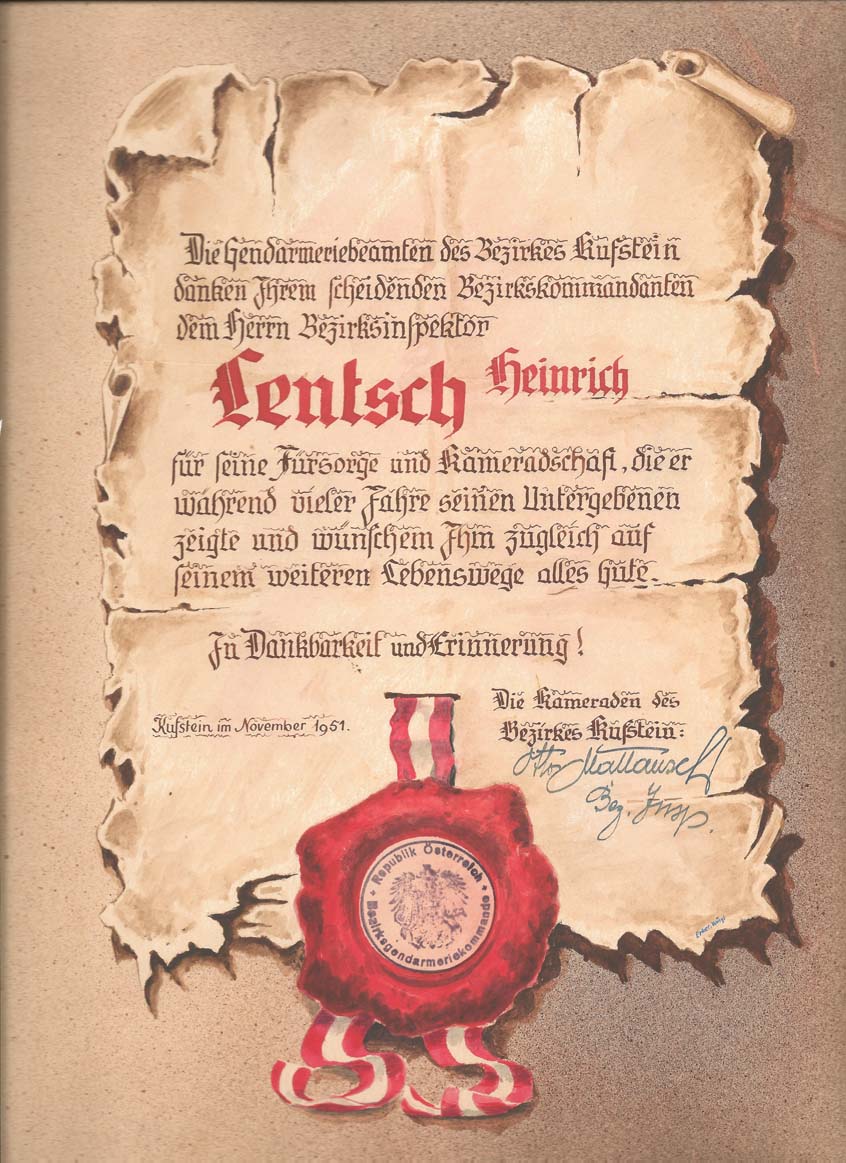 Die Gendarmeriebeamten des Bezirkes Kufstein
danken Ihrem scheidenden Bezirkskommandanten
dem Herrn Bezirksinspektor
Lentsch Heinrich
für seine Fürsorge und Kameradschaft, die er
während vieler Jahre seinen Untergebenen
zeigte und wünschem Ihm zugleich auf
seinem weiteren Lebenswege alles Gute.
In Dankbarkeit und Erinnerung!
Kufstein im November 1951.
Die Kameraden des
Bezirkes Kufstein:
Otto Mattausch
Bez. Insp.
Republik Österreich
Bezirksgendarmeriekommando